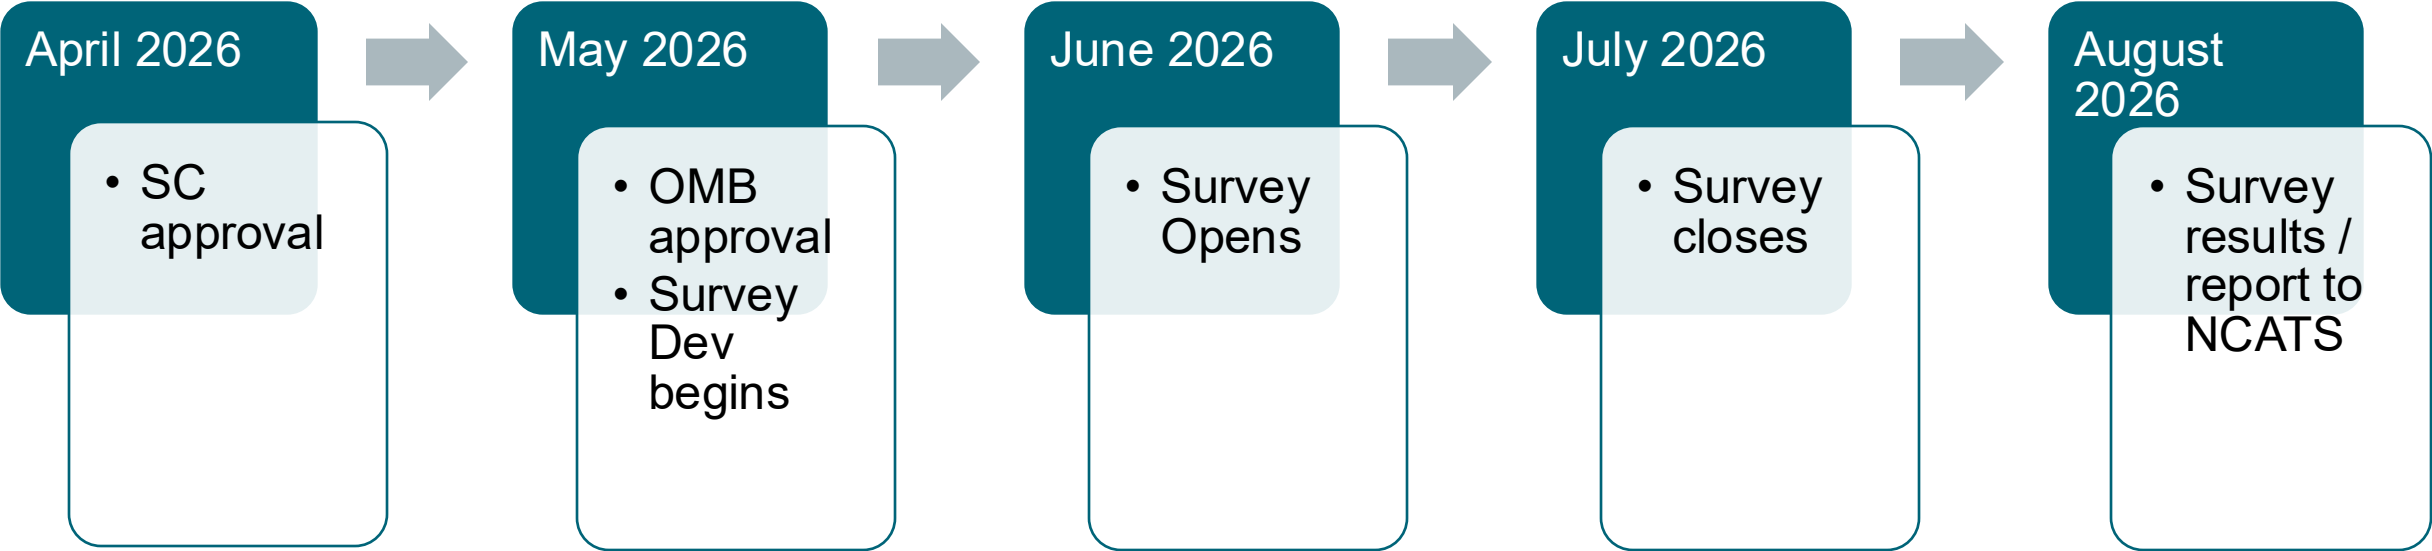 April 2026
• SC
approval
May 2026
• OMB
approval
• Survey
Dev
begins
June 2026
• Survey
Opens
July 2026
• Survey
closes
August
2026
• Survey
results /
report to
NCATS